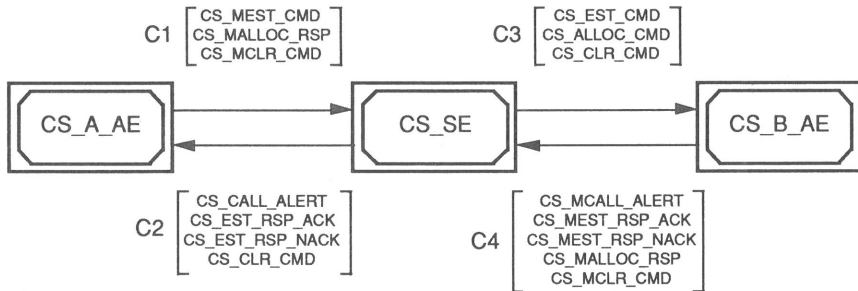 C1
CS_MEST_CMD
CS_MALLOC_RSP
CS_MCLR_CMD
C3
CS_EST_CMD
CS_ALLOC_CMD
CS_CLR_CMD
CS_A_AE
CS_SE
CS_B_AE
C2
CS_CALL_ALERT
CS_EST_RSP_ACK
CS_EST_RSP_NACK
CS_CLR_CMD
C4
CS_MCALL_ALERT
CS_MEST_RSP_ACK
CS_MEST_RSP_NACK
CS_MALLOC_RSP
CS_MCLR_CMD